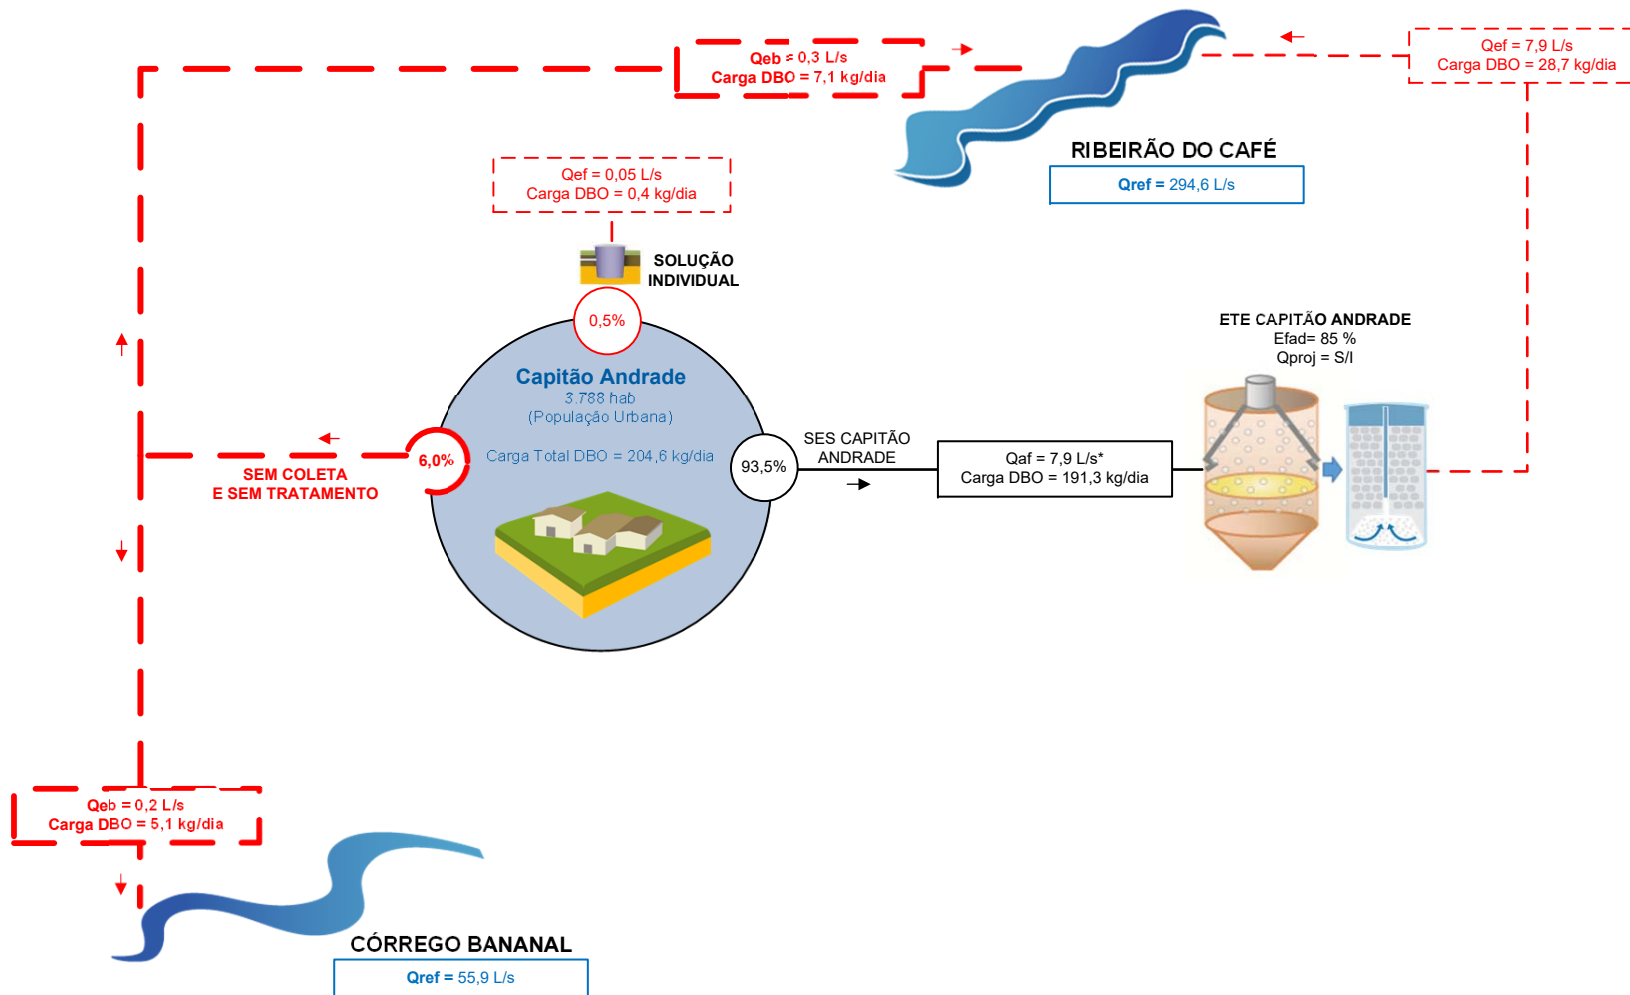 Qeb = 0,3 L/s
Carga DBO = 7,1 kg/dia
Qef = 7,9 L/s
Carga DBO = 28,7 kg/dia
RIBEIRÃO DO CAFÉ
Qref = 294,6 L/s
Qef = 0,05 L/s
Carga DBO = 0,4 kg/dia
SOLUÇÃO
INDIVIDUAL
0,5%
ETE CAPITÃO ANDRADE
Efad= 85 %
Qproj = S/I
Capitão Andrade
3.788 hab
(População Urbana)
Carga Total DBO = 204,6 kg/dia
6,0%
93,5%
SEM COLETA
E SEM TRATAMENTO
SES CAPITÃO
ANDRADE
Qaf = 7,9 L/s*
Carga DBO = 191,3 kg/dia
Qeb = 0,2 L/s
Carga DBO = 5,1 kg/dia
CÓRREGO BANANAL
Qref = 55,9 L/s